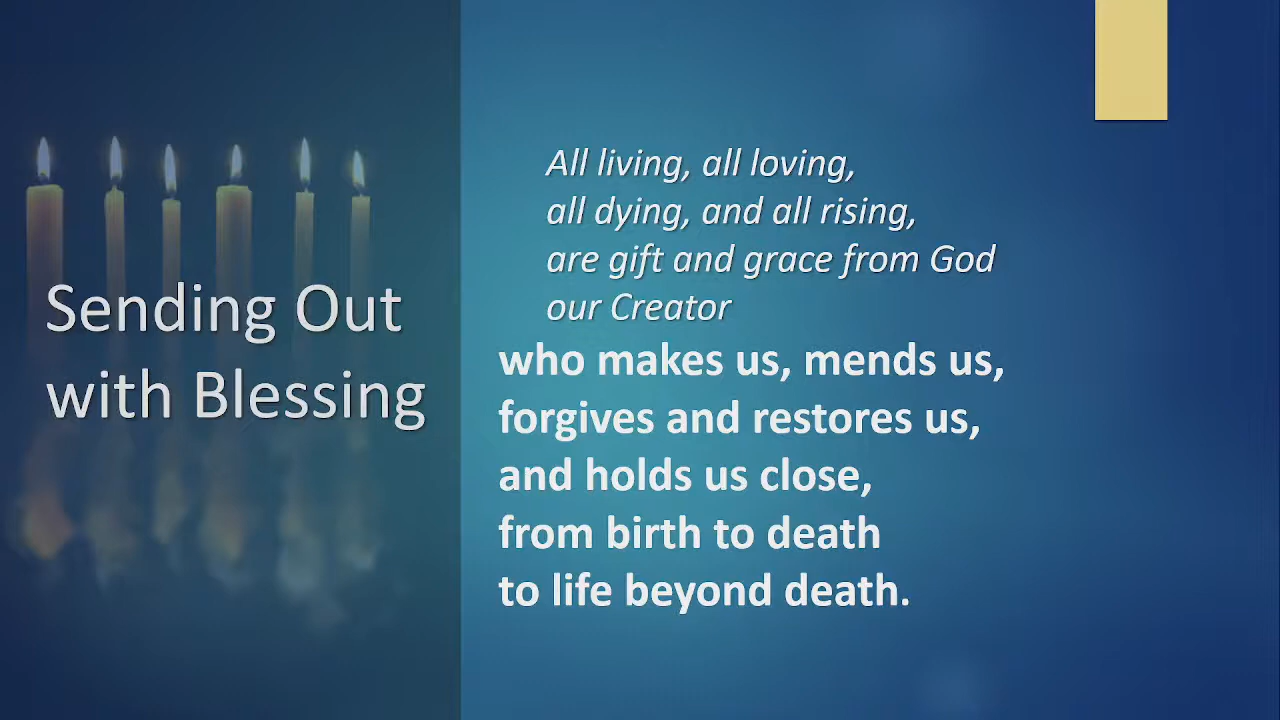 Sending Out
with Blessing
All living, all loving,
all dying, and all rising,
are gift and grace from God
our Creator
who makes us, mends us,
forgives and restores us,
and holds us close,
from birth to death
to life beyond death.